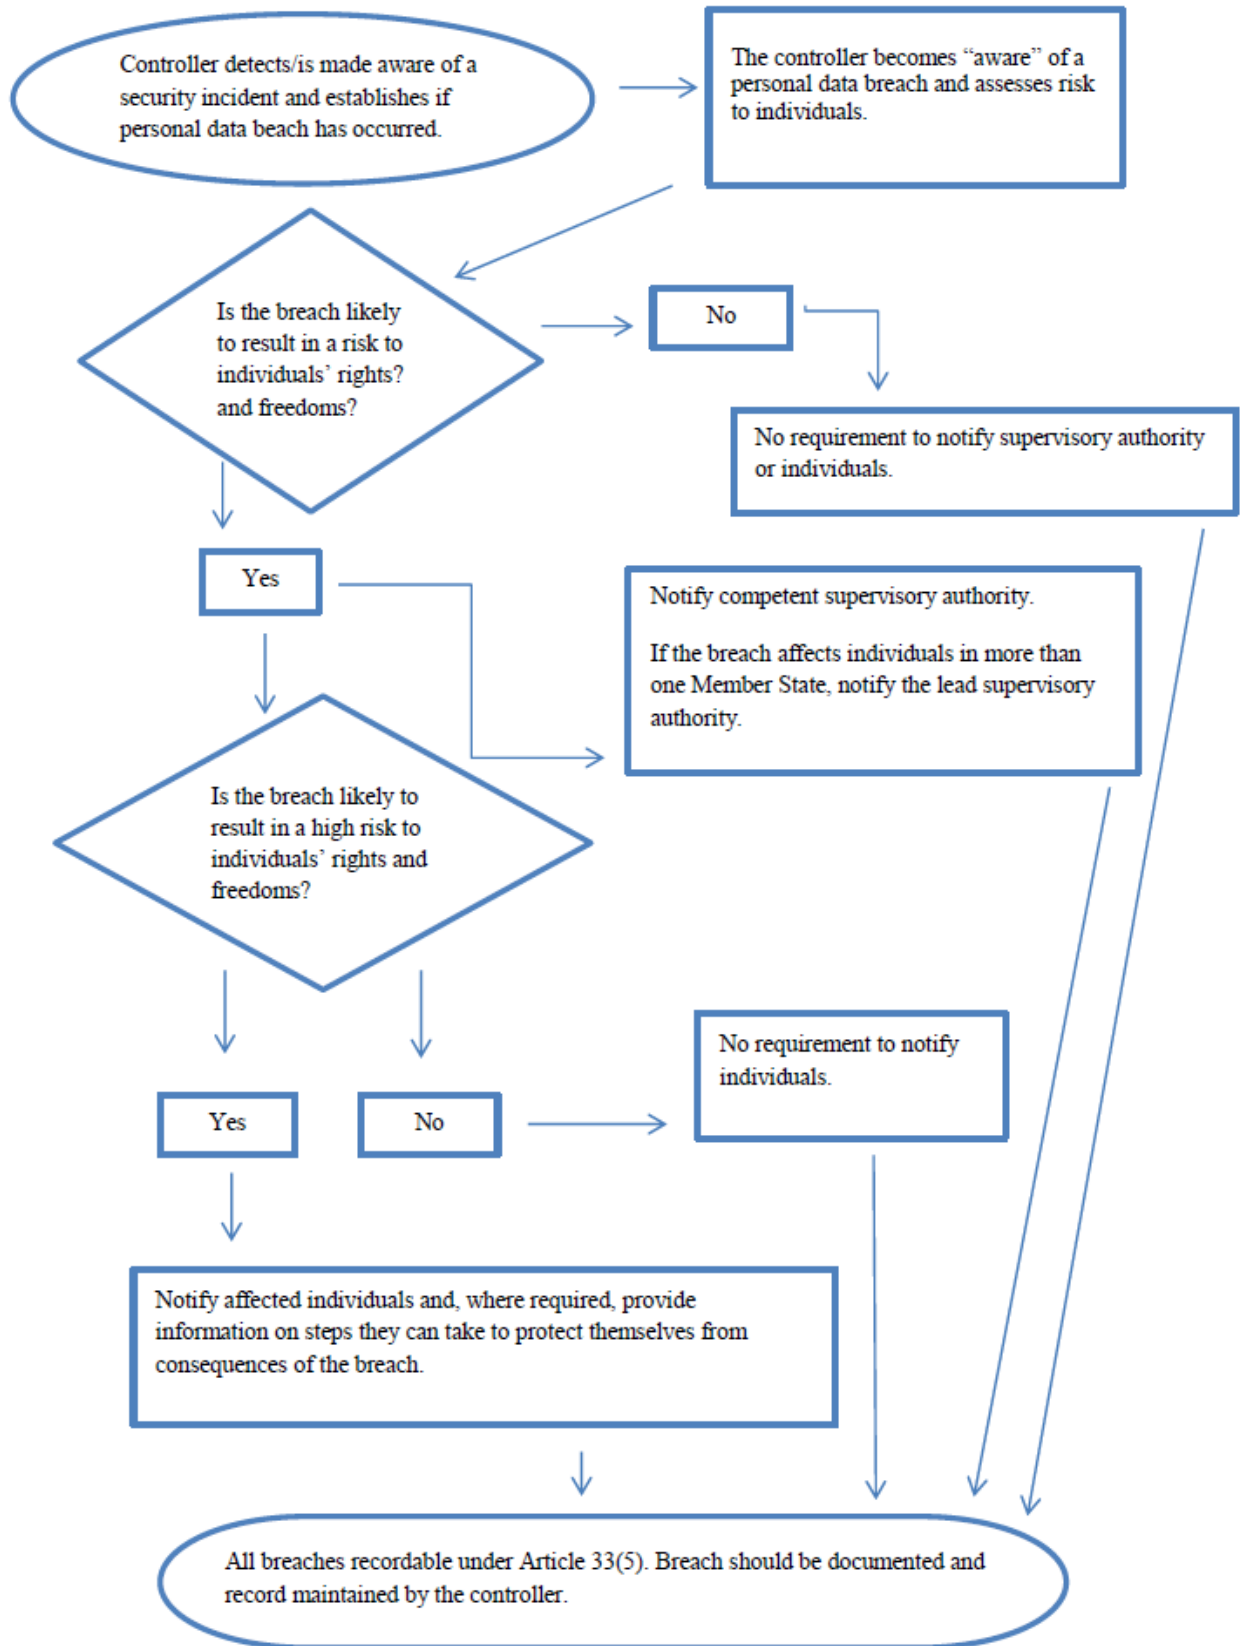 Controller detects/is made aware of a
security incident and establishes if
personal data beach has occurred.
The controller becomes “aware” of a
personal data breach and assesses risk
to individuals.
Is the breach likely
to result in a risk to
individuals’ rights?
and freedoms?
No
No requirement to notify supervisory authority
or individuals.
Yes
Notify competent supervisory authority.
If the breach affects individuals in more than
one Member State, notify the lead supervisory
authority.
Is the breach likely to
result in a high risk to
individuals’ rights and
freedoms?
Yes
No
No requirement to notify
individuals.
Notify affected individuals and, where required, provide
information on steps they can take to protect themselves from
consequences of the breach.
All breaches recordable under Article 33(5). Breach should be documented and
record maintained by the controller.